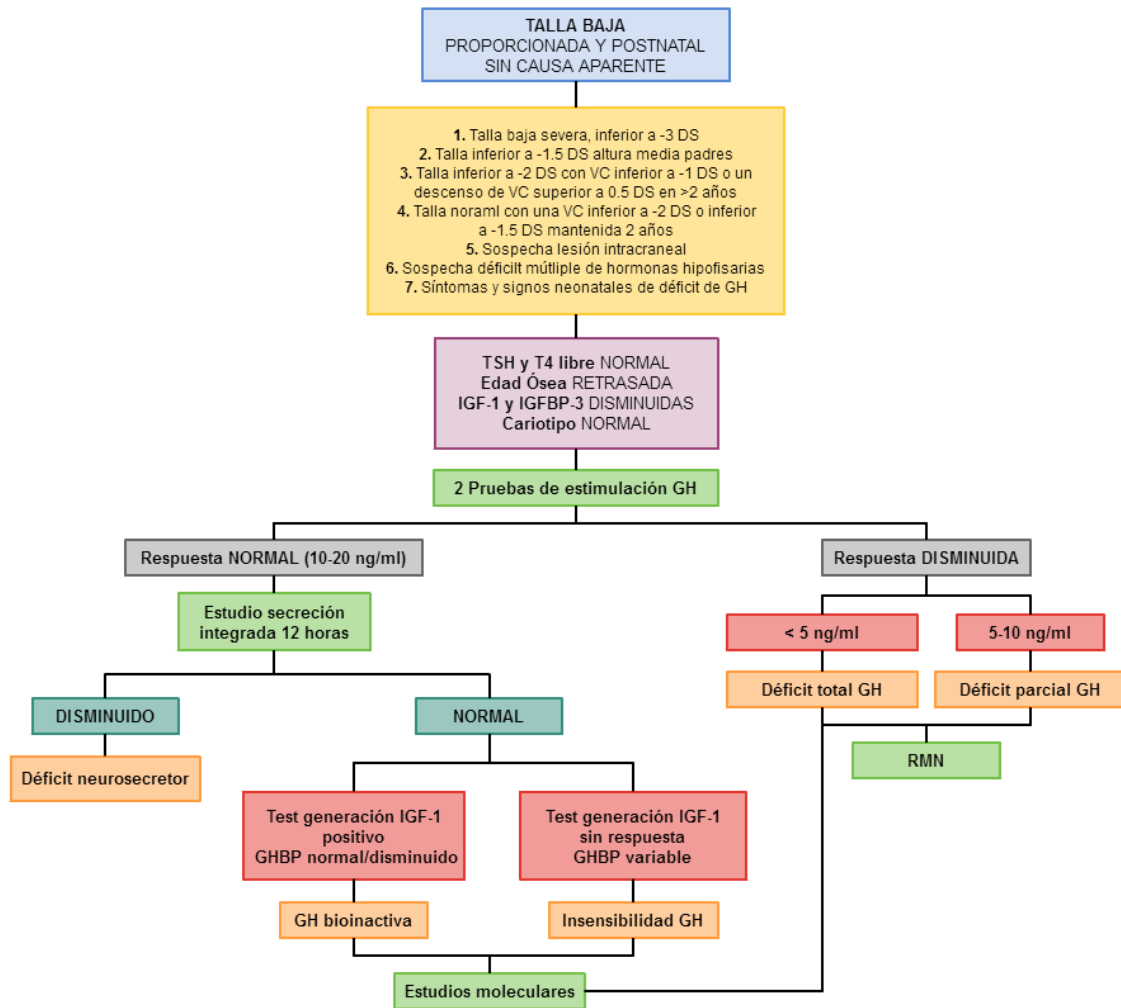 TALLA BAJA
PROPORCIONADA Y POSTNATAL
SIN CAUSA APARENTE
1. Talla baja severa, inferior a -3 DS
2. Talla inferior a -1.5 DS altura media padres
3. Talla inferior a -2 DS con VC inferior a -1 DS o un
descenso de VC superior a 0.5 DS en >2 años
4. Talla noraml con una VC inferior a -2 DS o inferior
a -1.5 DS mantenida 2 años
5. Sospecha lesión intracraneal
6. Sospecha déficilt mútliple de hormonas hipofisarias
7. Síntomas y signos neonatales de déficit de GH
TSH y T4 libre NORMAL
Edad Ósea RETRASADA
IGF-1 y IGFBP-3 DISMINUIDAS
Cariotipo NORMAL
2 Pruebas de estimulación GH
Respuesta NORMAL (10-20 ng/ml)
Respuesta DISMINUIDA
Estudio secreción
integrada 12 horas
< 5 ng/ml
5-10 ng/ml
Déficit total GH
Déficit parcial GH
DISMINUIDO
NORMAL
RMN
Déficit neurosecretor
Test generación IGF-1
positivo
GHBP normal/disminuido
Test generación IGF-1
sin respuesta
GHBP variable
GH bioinactiva
Insensibilidad GH
Estudios moleculares